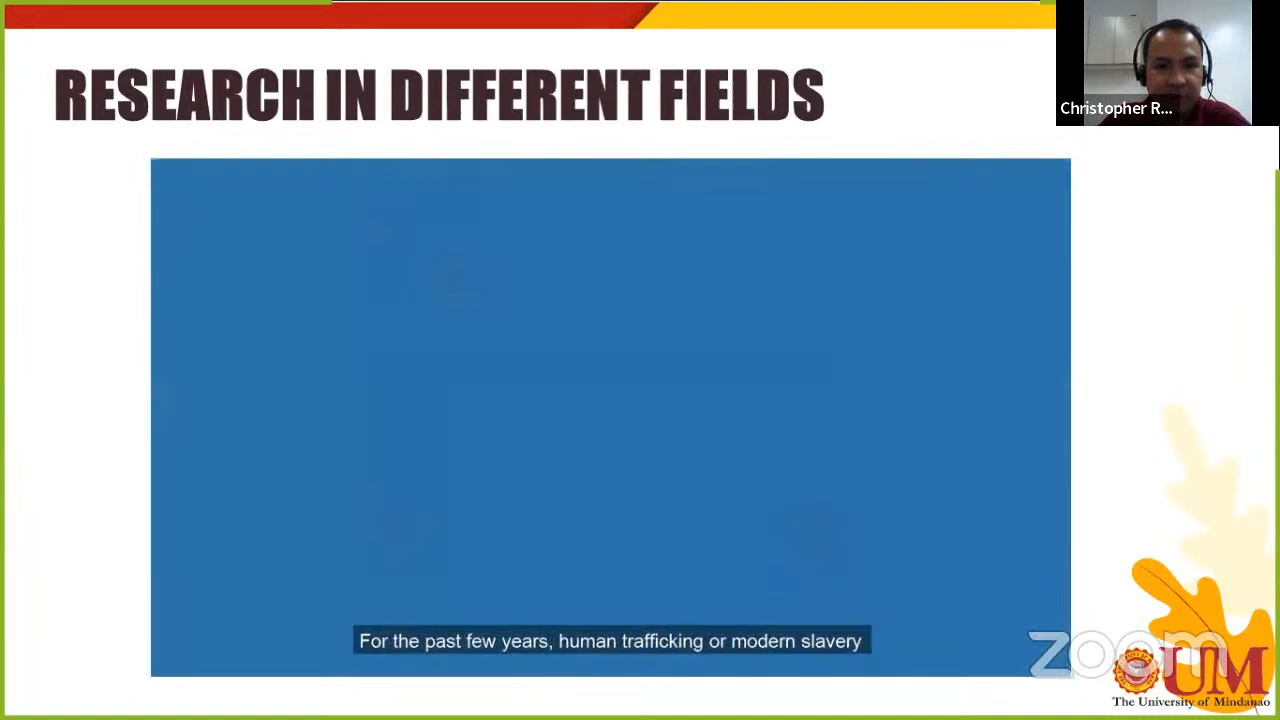 RESEARCH IN DIFFERENT FIELDS
Christopher R...
For the past few years, human trafficking or modern slavery
zoom
UM
The University of Mindanao